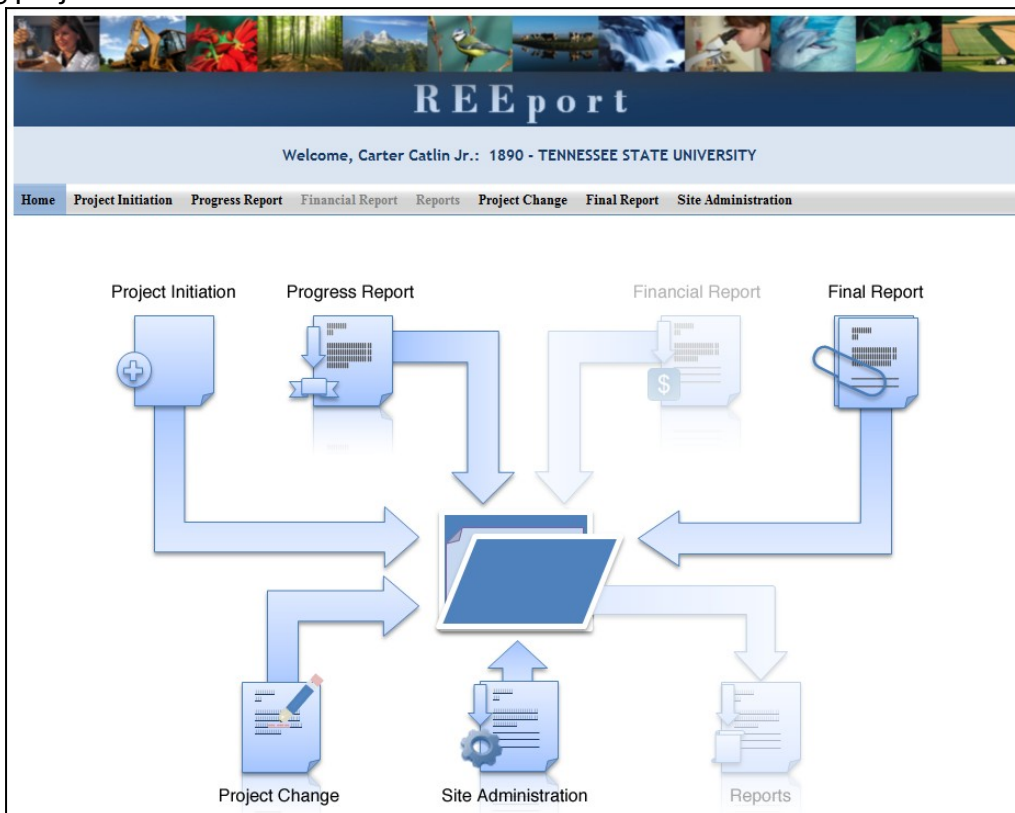 REEport
Welcome, Carter Catlin Jr.: 1890 - TENNESSEE STATE UNIVERSITY
Home Project Initiation Progress Report Financial Report Reports Project Change Final Report Site Administration
Project Initiation Progress Report Financial Report Final Report
$
Project Change Site Administration Reports